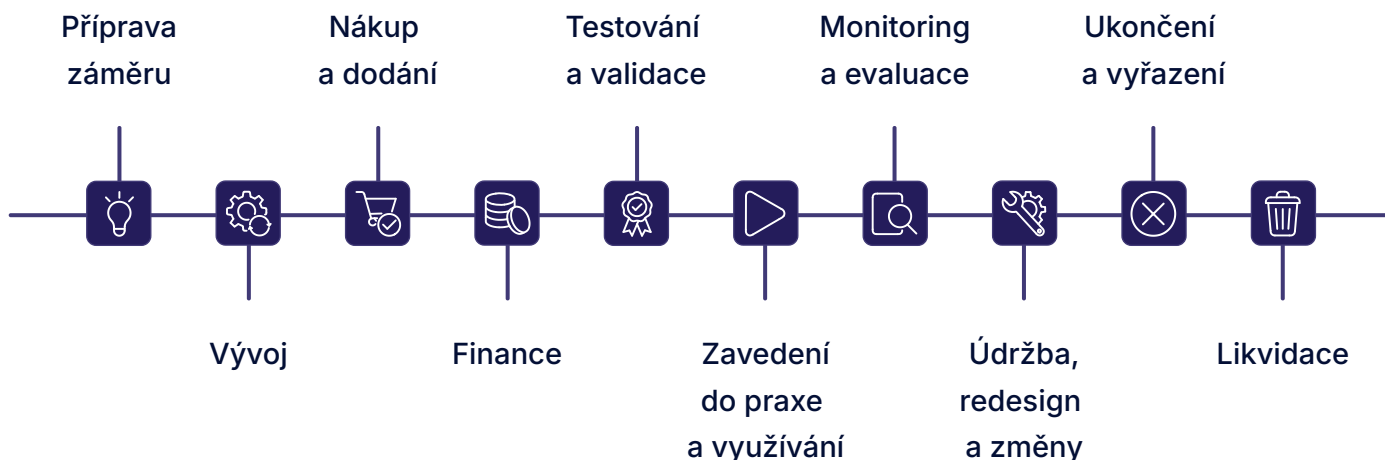 Příprava
záměru
Nákup
a dodání
Testování
a validace
Monitoring
a evaluace
Ukončení
a vyřazení
Vývoj
Finance
Zavedení
do praxe
a využívání
Údržba,
redesign
a změny
Likvidace